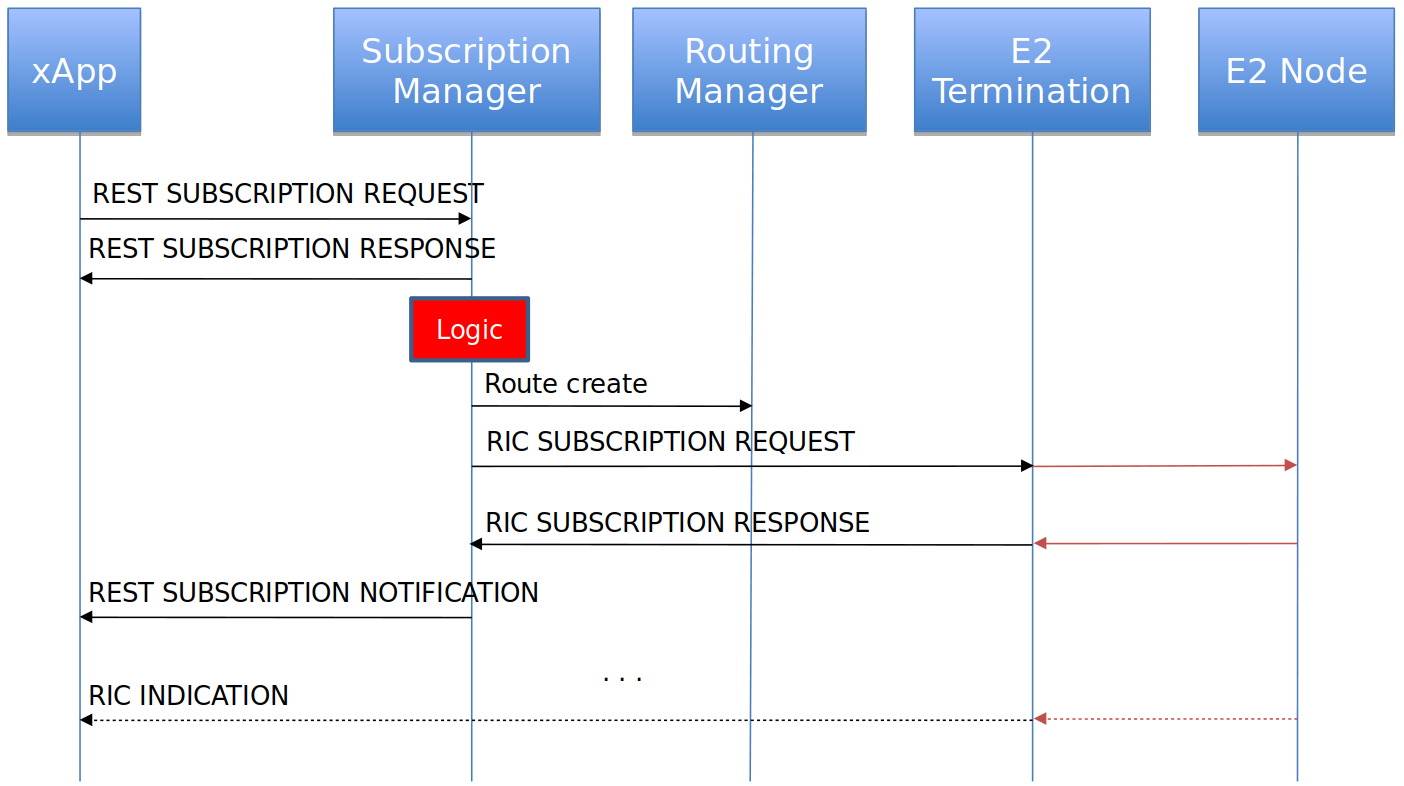 xApp
Subscription
Manager
Routing
Manager
E2
Termination
E2 Node
REST SUBSCRIPTION REQUEST
REST SUBSCRIPTION RESPONSE
Logic
Route create
RIC SUBSCRIPTION REQUEST
RIC SUBSCRIPTION RESPONSE
REST SUBSCRIPTION NOTIFICATION
. . .
RIC INDICATION